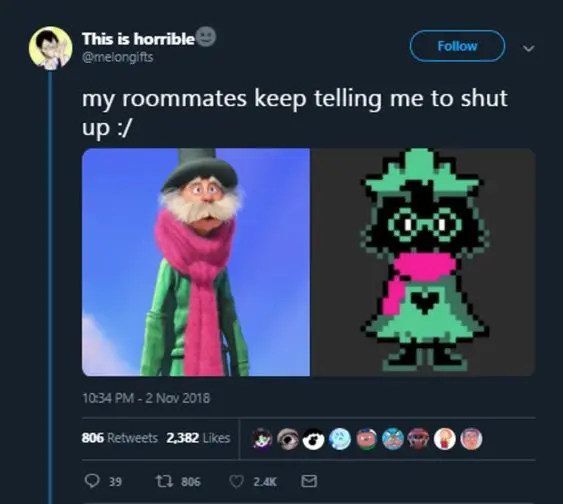 This is horrible
@melongifts
Follow
my roommates keep telling me to shut
up :/
10:34 PM - 2 Nov 2018
806 Retweets 2,382 Likes
39 806 2.4K